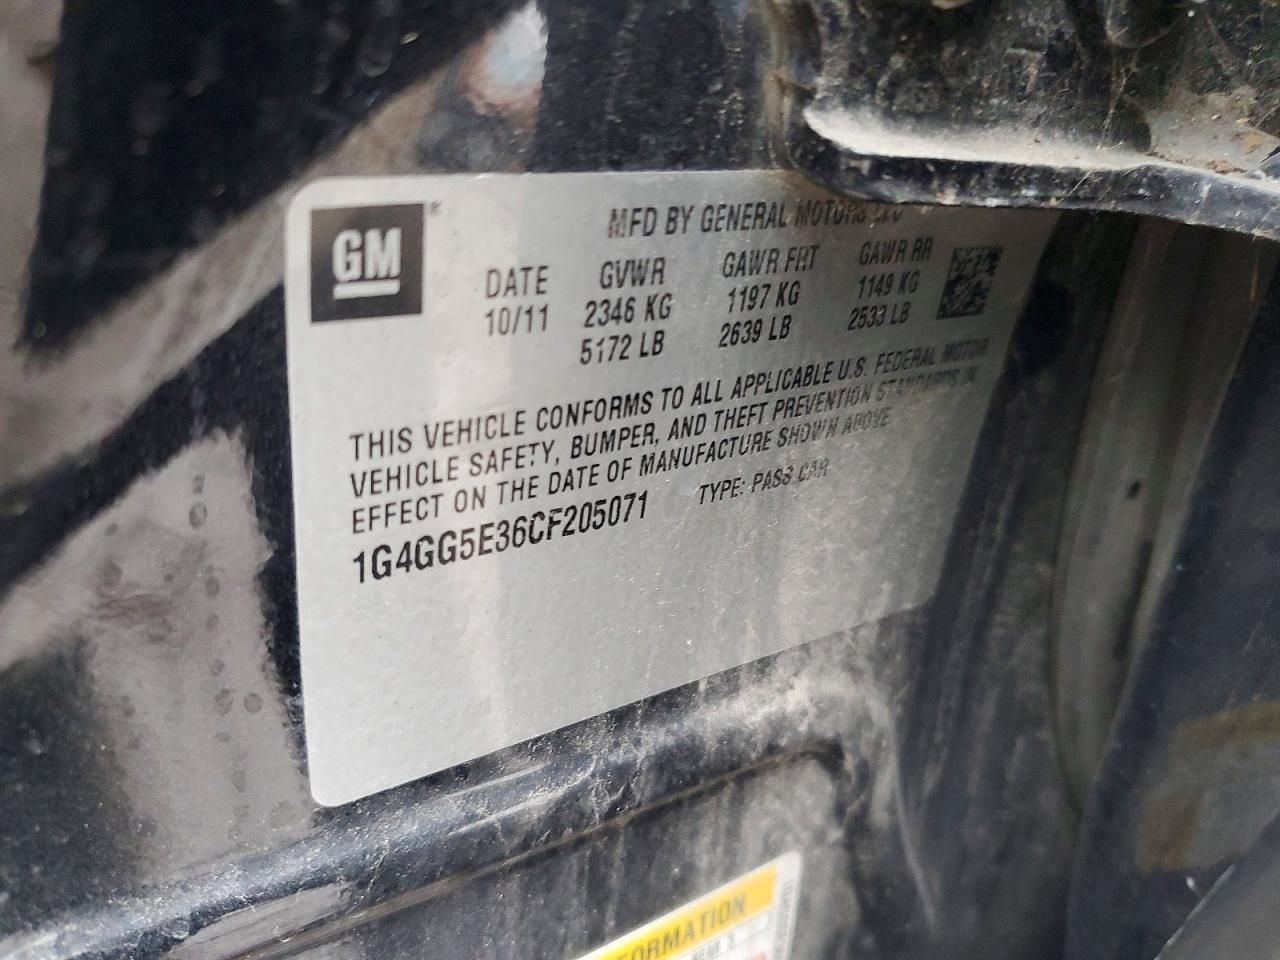 GM®
MFD BY GENERAL MOTORS LLC
DATE GVWR GAWR FRT GAWR RR
10/11 2346 KG 1197 KG 1149 KG
5172 LB 2639 LB 2533 LB
THIS VEHICLE CONFORMS TO ALL APPLICABLE U.S. FEDERAL MOTOR
VEHICLE SAFETY, BUMPER, AND THEFT PREVENTION STANDARDS IN
EFFECT ON THE DATE OF MANUFACTURE SHOWN ABOVE
1G4GG5E36CF205071 TYPE: PASS CAR